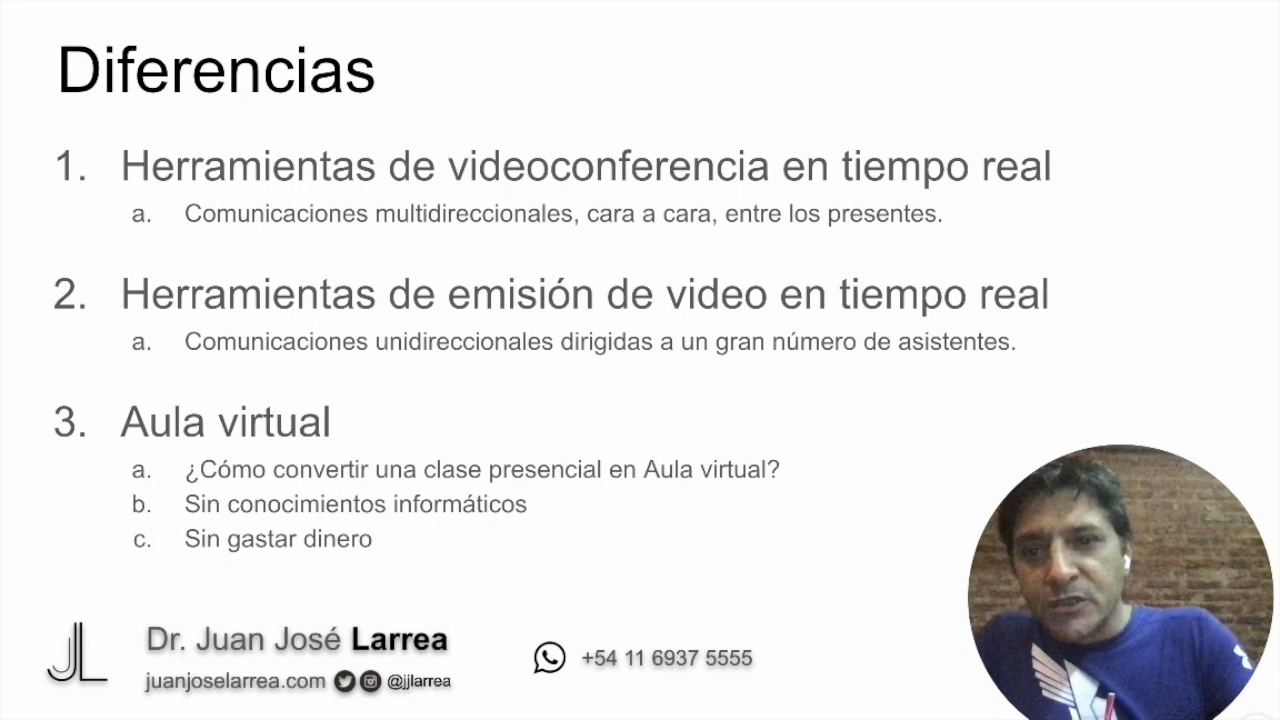 Diferencias
1. Herramientas de videoconferencia en tiempo real
a. Comunicaciones multidireccionales, cara a cara, entre los presentes.
2. Herramientas de emisión de video en tiempo real
a. Comunicaciones unidireccionales dirigidas a un gran número de asistentes.
3. Aula virtual
a. ¿Cómo convertir una clase presencial en Aula virtual?
b. Sin conocimientos informáticos
c. Sin gastar dinero
JL
Dr. Juan José Larrea
juanjoselarrea.com @jjlarrea
+54 11 6937 5555